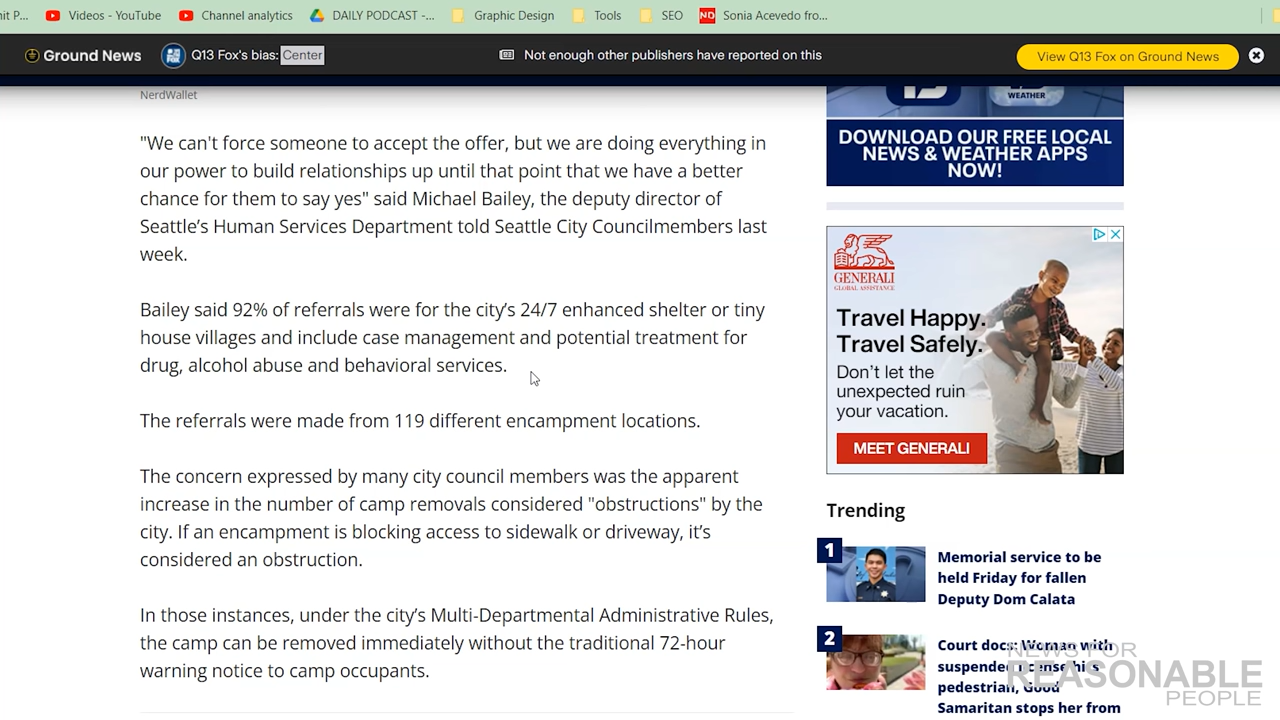 Videos - YouTube
Channel analytics
DAILY PODCAST -...
Graphic Design
Tools
SEO
Sonia Acevedo fro...
Ground News
Q13 Fox's bias: Center
Not enough other publishers have reported on this
View Q13 Fox on Ground News
NerdWallet
"We can't force someone to accept the offer, but we are doing everything in
our power to build relationships up until that point that we have a better
chance for them to say yes" said Michael Bailey, the deputy director of
Seattle’s Human Services Department told Seattle City Councilmembers last
week.
Bailey said 92% of referrals were for the city’s 24/7 enhanced shelter or tiny
house villages and include case management and potential treatment for
drug, alcohol abuse and behavioral services.
The referrals were made from 119 different encampment locations.
The concern expressed by many city council members was the apparent
increase in the number of camp removals considered "obstructions" by the
city. If an encampment is blocking access to sidewalk or driveway, it’s
considered an obstruction.
In those instances, under the city’s Multi-Departmental Administrative Rules,
the camp can be removed immediately without the traditional 72-hour
warning notice to camp occupants.
WEATHER
DOWNLOAD OUR FREE LOCAL
NEWS & WEATHER APPS
NOW!
GENERALI
GLOBAL ASSISTANCE
Travel Happy.
Travel Safely.
Don’t let the
unexpected ruin
your vacation.
MEET GENERALI
Trending
1
Memorial service to be
held Friday for fallen
Deputy Dom Calata
2
Court docs: Woman with
suspended license hits
pedestrian, Good
Samaritan stops her from
NEWS FOR
REASONABLE
PEOPLE